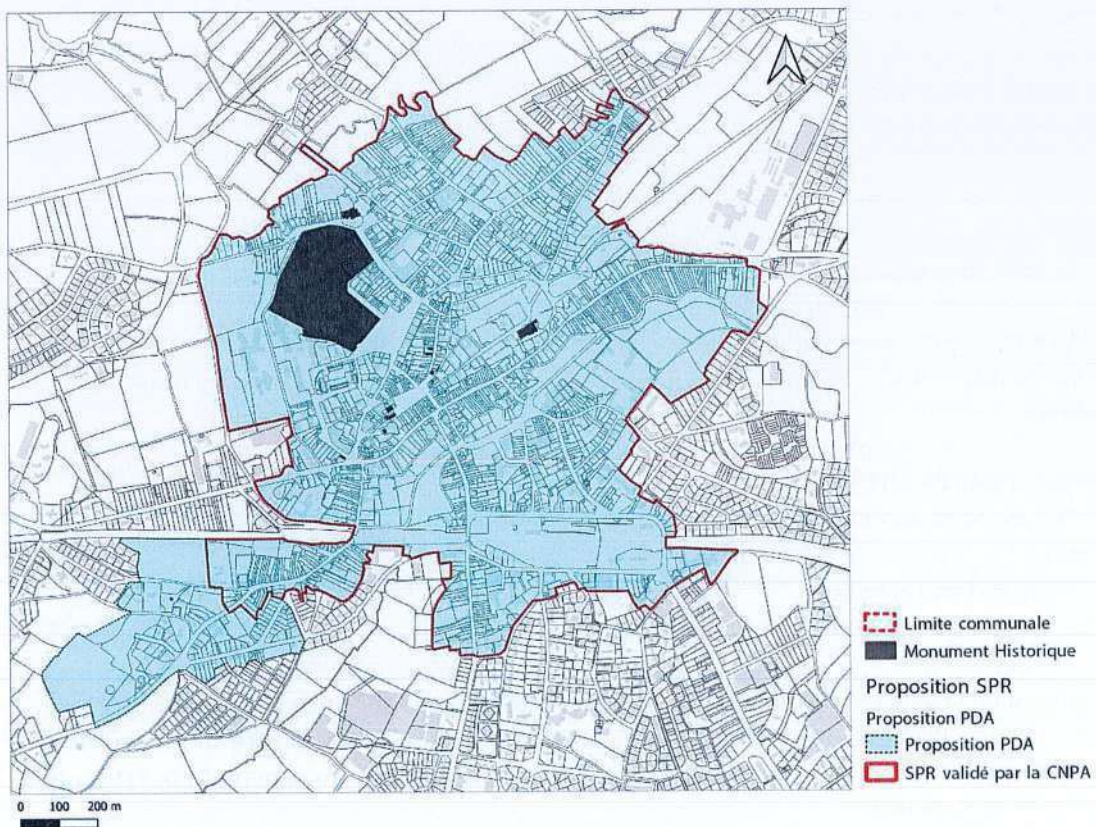 Limite communale
Monument Historique
Proposition SPR
Proposition PDA
Proposition PDA
SPR validé par la CNPA
0 100 200 m